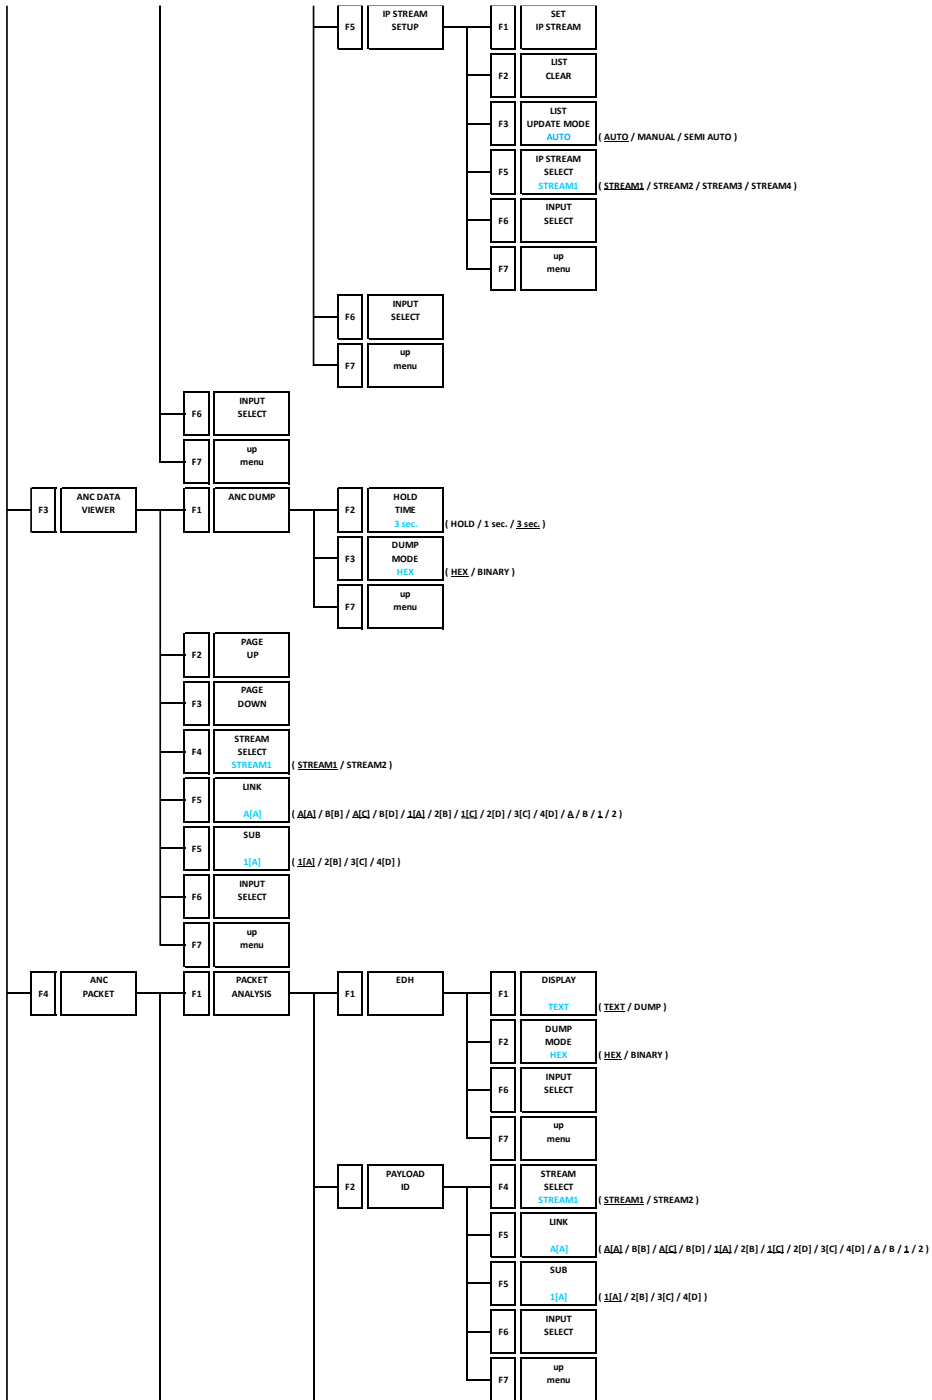 F5
IP STREAM
SETUP
F1
SET
IP STREAM
F2
LIST
CLEAR
F3
LIST
UPDATE MODE
AUTO
( AUTO / MANUAL / SEMI AUTO )
F5
IP STREAM
SELECT
STREAM1
( STREAM1 / STREAM2 / STREAM3 / STREAM4 )
F6
INPUT
SELECT
F7
up
menu
F6
INPUT
SELECT
F7
up
menu
F6
INPUT
SELECT
F7
up
menu
F3
ANC DATA
VIEWER
F1
ANC DUMP
F2
HOLD
TIME
3 sec.
( HOLD / 1 sec. / 3 sec. )
F3
DUMP
MODE
HEX
( HEX / BINARY )
F7
up
menu
F2
PAGE
UP
F3
PAGE
DOWN
F4
STREAM
SELECT
STREAM1
( STREAM1 / STREAM2 )
F5
LINK
A[A]
( A[A] / B[B] / A[C] / B[D] / 1[A] / 2[B] / 1[C] / 2[D] / 3[C] / 4[D] / A / B / 1 / 2 )
F5
SUB
1[A]
( 1[A] / 2[B] / 3[C] / 4[D] )
F6
INPUT
SELECT
F7
up
menu
F4
ANC
PACKET
F1
PACKET
ANALYSIS
F1
EDH
F1
DISPLAY
TEXT
( TEXT / DUMP )
F2
DUMP
MODE
HEX
( HEX / BINARY )
F6
INPUT
SELECT
F7
up
menu
F2
PAYLOAD
ID
F4
STREAM
SELECT
STREAM1
( STREAM1 / STREAM2 )
F5
LINK
A[A]
( A[A] / B[B] / A[C] / B[D] / 1[A] / 2[B] / 1[C] / 2[D] / 3[C] / 4[D] / A / B / 1 / 2 )
F5
SUB
1[A]
( 1[A] / 2[B] / 3[C] / 4[D] )
F6
INPUT
SELECT
F7
up
menu